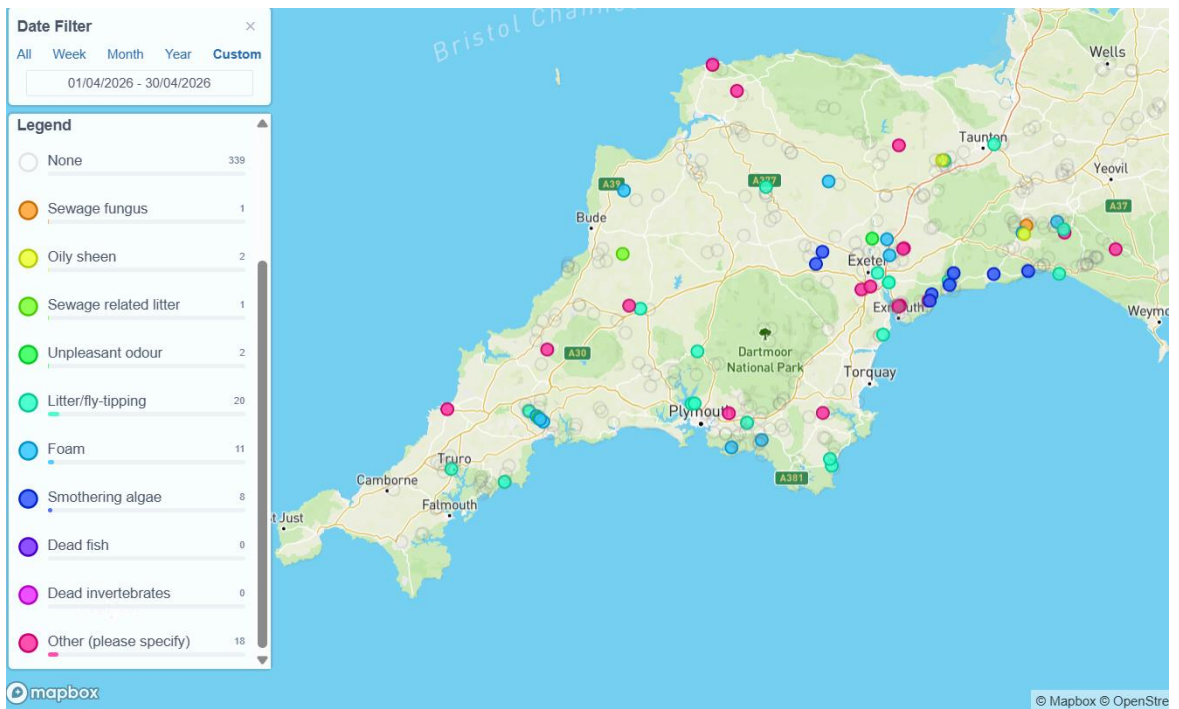 Date Filter ×
All Week Month Year Custom
01/04/2026 - 30/04/2026
Legend
None 339
Sewage fungus 1
Oily sheen 2
Sewage related litter 1
Unpleasant odour 2
Litter/fly-tipping 20
Foam 11
Smothering algae 8
Dead fish 0
Dead invertebrates 0
Other (please specify) 18
mapbox
Bristol Channe
Wells
Taunton
Yeovil
A39
A377
A37
Bude
Exeter
Exmouth
Weymo
A30
Dartmoor
National Park
Torquay
Plymouth
A381
Truro
Camborne
Falmouth
t Just
© Mapbox © OpenStre